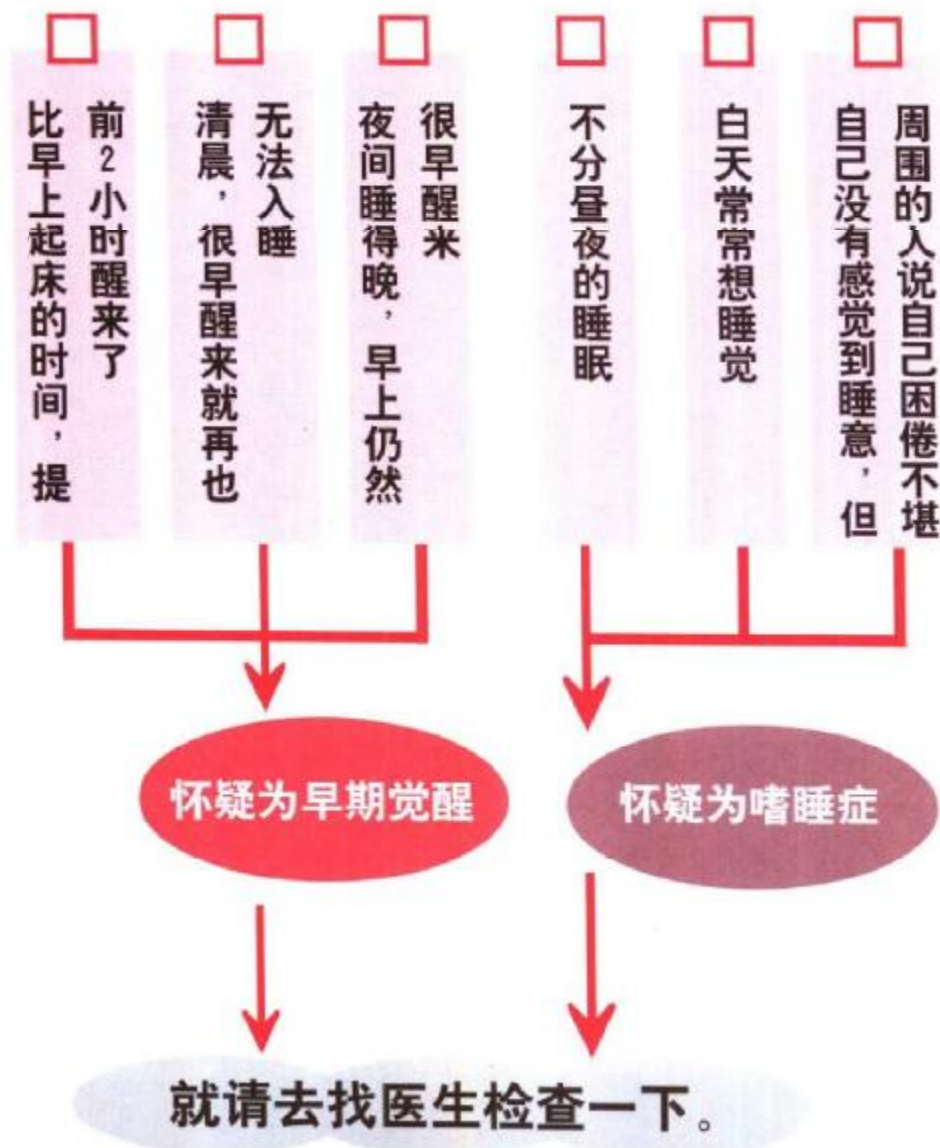 比早上起床的时间，提
前2小时醒来了
清晨，很早醒来就再也
无法入睡
夜间睡得晚，早上仍然
很早醒来
不分昼夜的睡眠
白天常常想睡觉
自己没有感觉到睡意，但
周围的人说自己困倦不堪
怀疑为早期觉醒
怀疑为嗜睡症
就请去找医生检查一下。